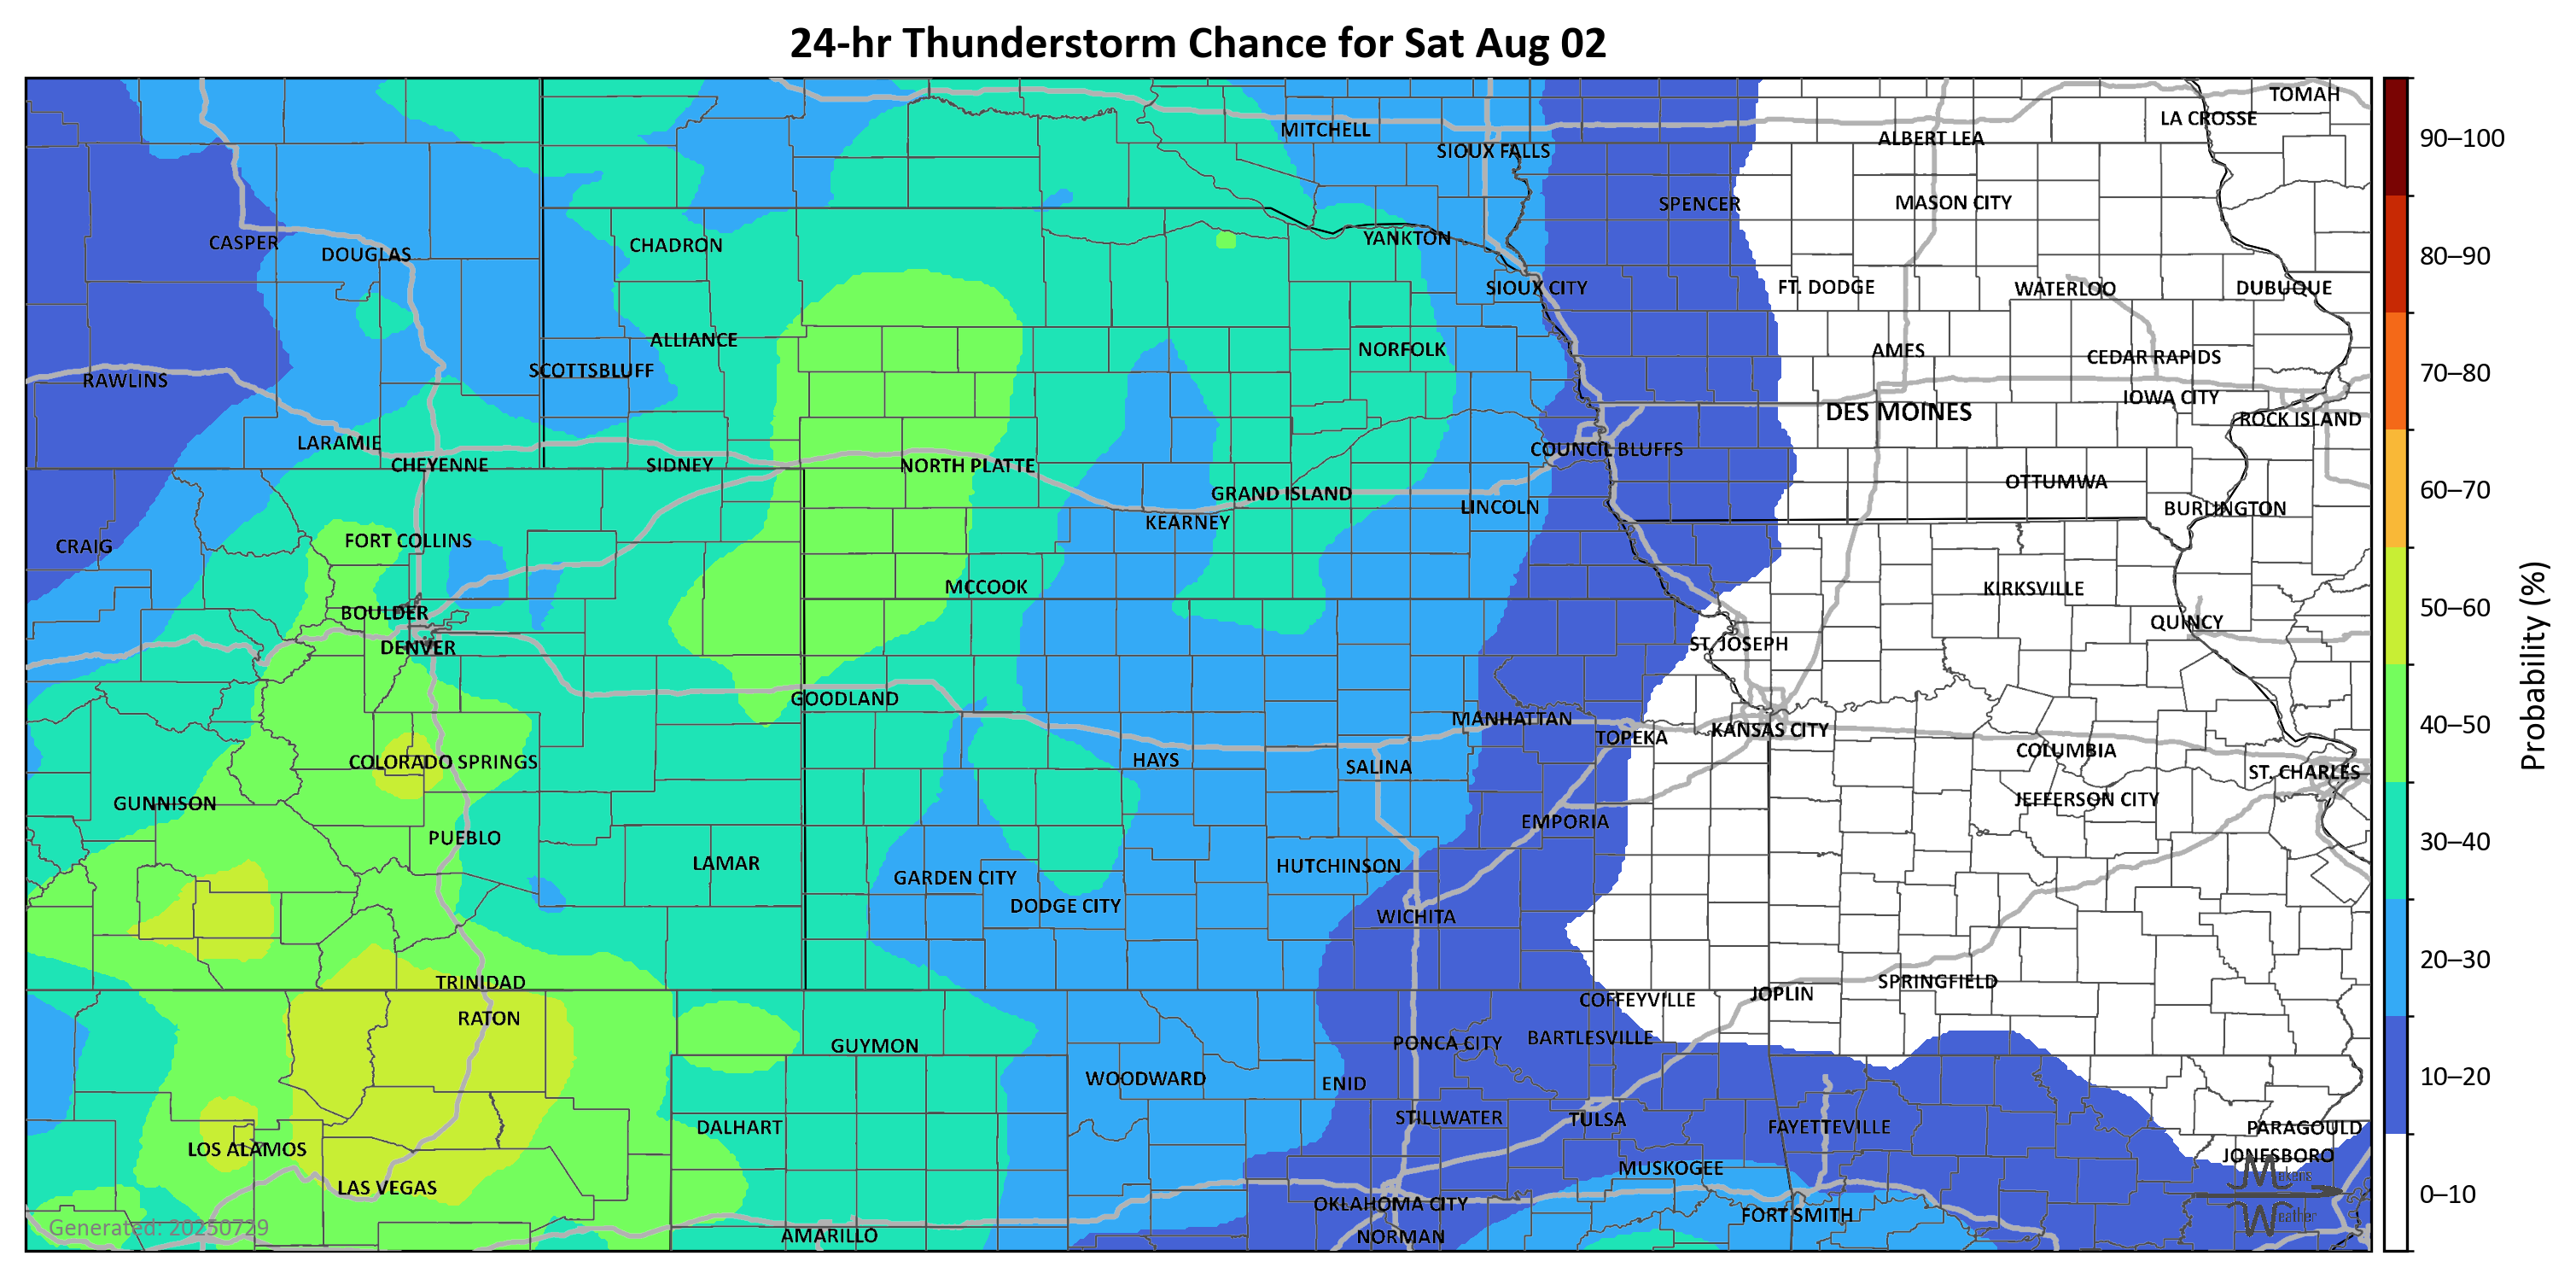 24-hr Thunderstorm Chance for Sat Aug 02
TOMAH
LA CROSSE
MITCHELL
ALBERT LEA
SIOUX FALLS
SPENCER
MASON CITY
CASPER
DOUGLAS
CHADRON
YANKTON
SIOUX CITY
FT. DODGE
WATERLOO
DUBUQUE
ALLIANCE
NORFOLK
AMES
CEDAR RAPIDS
RAWLINS
SCOTTSBLUFF
IOWA CITY
DES MOINES
ROCK ISLAND
LARAMIE
COUNCIL BLUFFS
CHEYENNE
SIDNEY
NORTH PLATTE
OTTUMWA
GRAND ISLAND
LINCOLN
BURLINGTON
KEARNEY
CRAIG
FORT COLLINS
MCCOOK
KIRKSVILLE
BOULDER
QUINCY
DENVER
ST. JOSEPH
GOODLAND
MANHATTAN
TOPEKA
KANSAS CITY
COLUMBIA
COLORADO SPRINGS
HAYS
SALINA
ST. CHARLES
GUNNISON
JEFFERSON CITY
PUEBLO
EMPORIA
LAMAR
GARDEN CITY
HUTCHINSON
DODGE CITY
WICHITA
TRINIDAD
SPRINGFIELD
JOPLIN
COFFEYVILLE
RATON
GUYMON
PONCA CITY
BARTLESVILLE
WOODWARD
ENID
DALHART
STILLWATER
TULSA
FAYETTEVILLE
PARAGOULD
LOS ALAMOS
JONESBORO
MUSKOGEE
LAS VEGAS
OKLAHOMA CITY
FORT SMITH
AMARILLO
NORMAN
Generated: 20250729
Mekens
Weather
90–100
80–90
70–80
60–70
50–60
40–50
30–40
20–30
10–20
0–10
Probability (%)